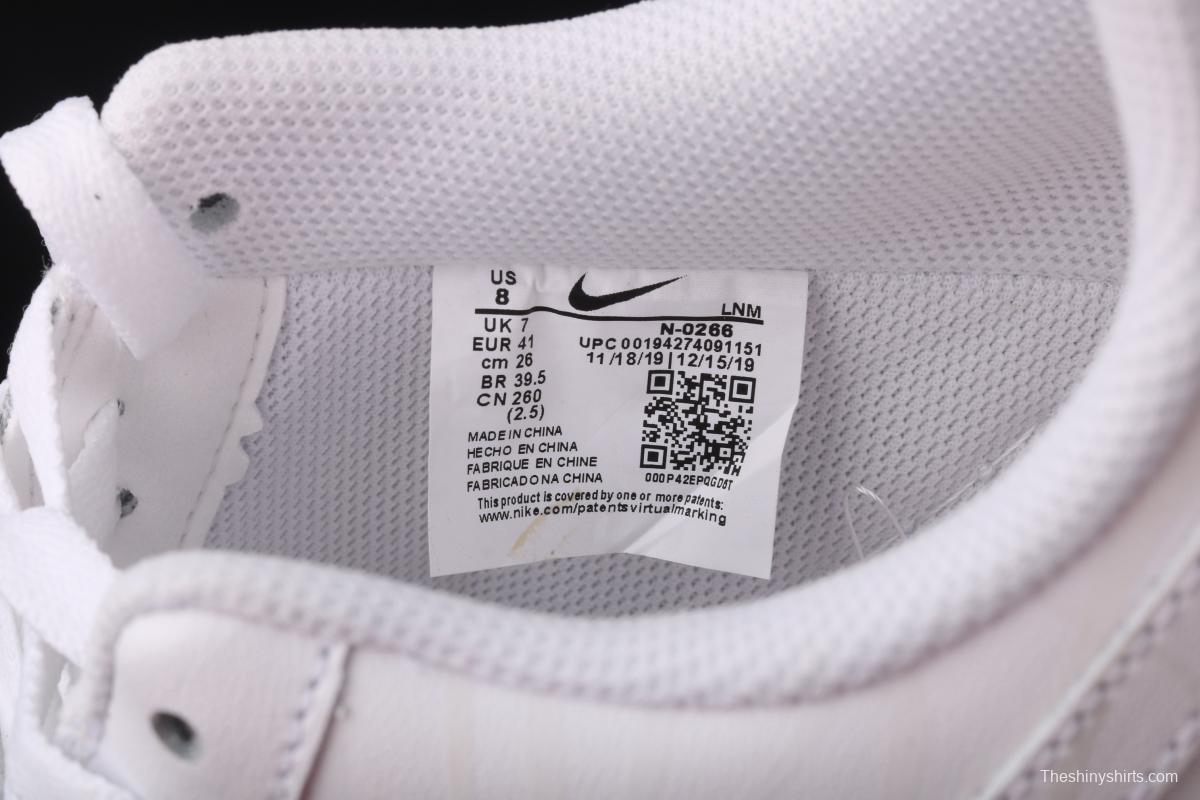 US
8
LNM
UK 7
EUR 41
cm 26
BR 39.5
CN 260
(2.5)
N-0266
UPC 00194274091151
11/18/19|12/15/19
000P42EPQGD8T
MADE IN CHINA
HECHO EN CHINA
FABRIQUE EN CHINE
FABRICADO NA CHINA
This product is covered by one or more patents:
www.nike.com/patentsvirtualmarking
Theshinyshirts.com